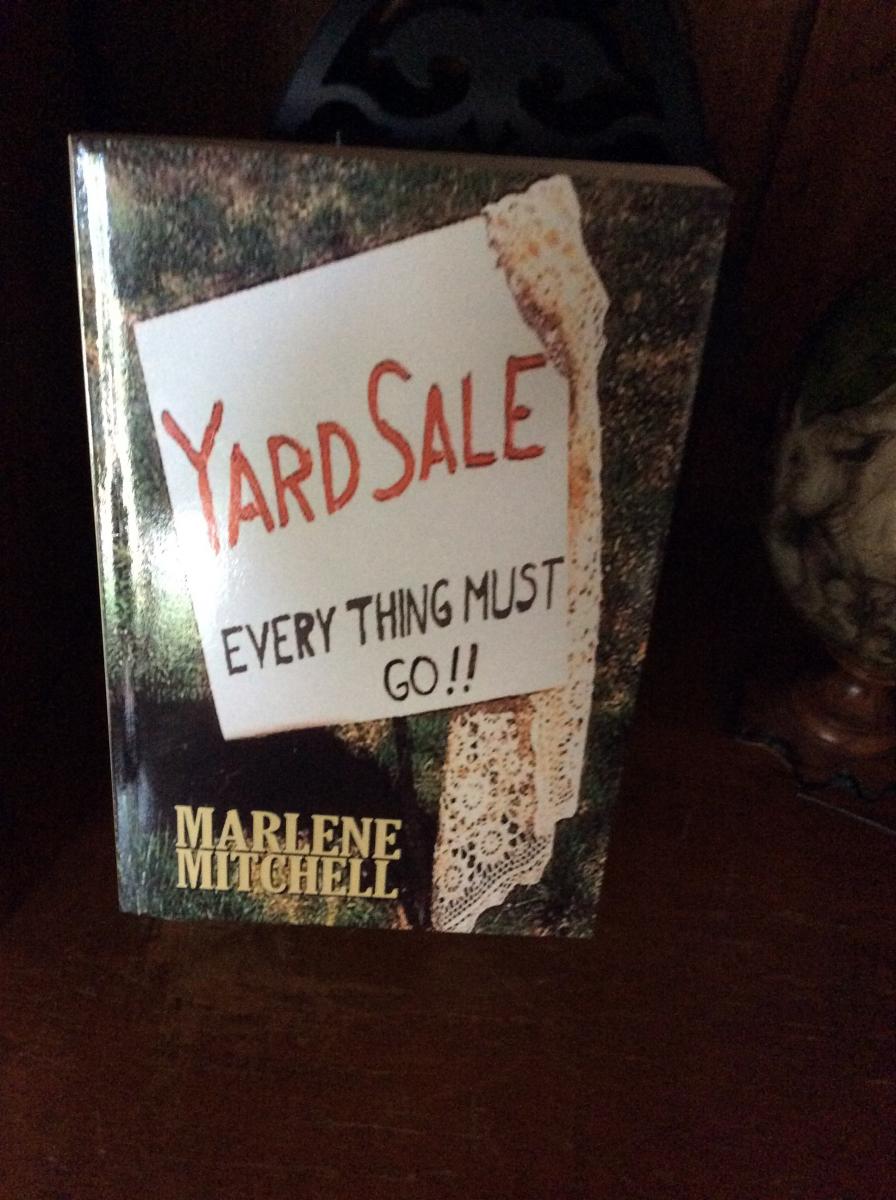 YARD SALE
EVERY THING MUST
GO!!
MARLENE
MITCHELL